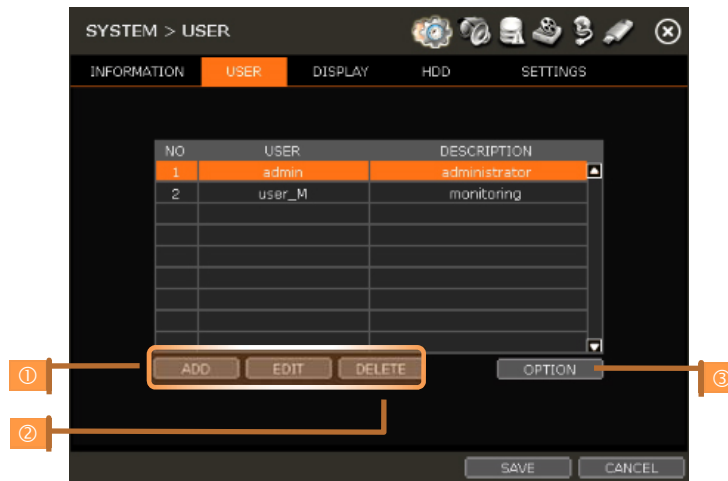 SYSTEM > USER
INFORMATION USER DISPLAY HDD SETTINGS
NO USER DESCRIPTION
1 admin administrator
2 user_M monitoring
① ADD EDIT DELETE OPTION ③
②
SAVE CANCEL